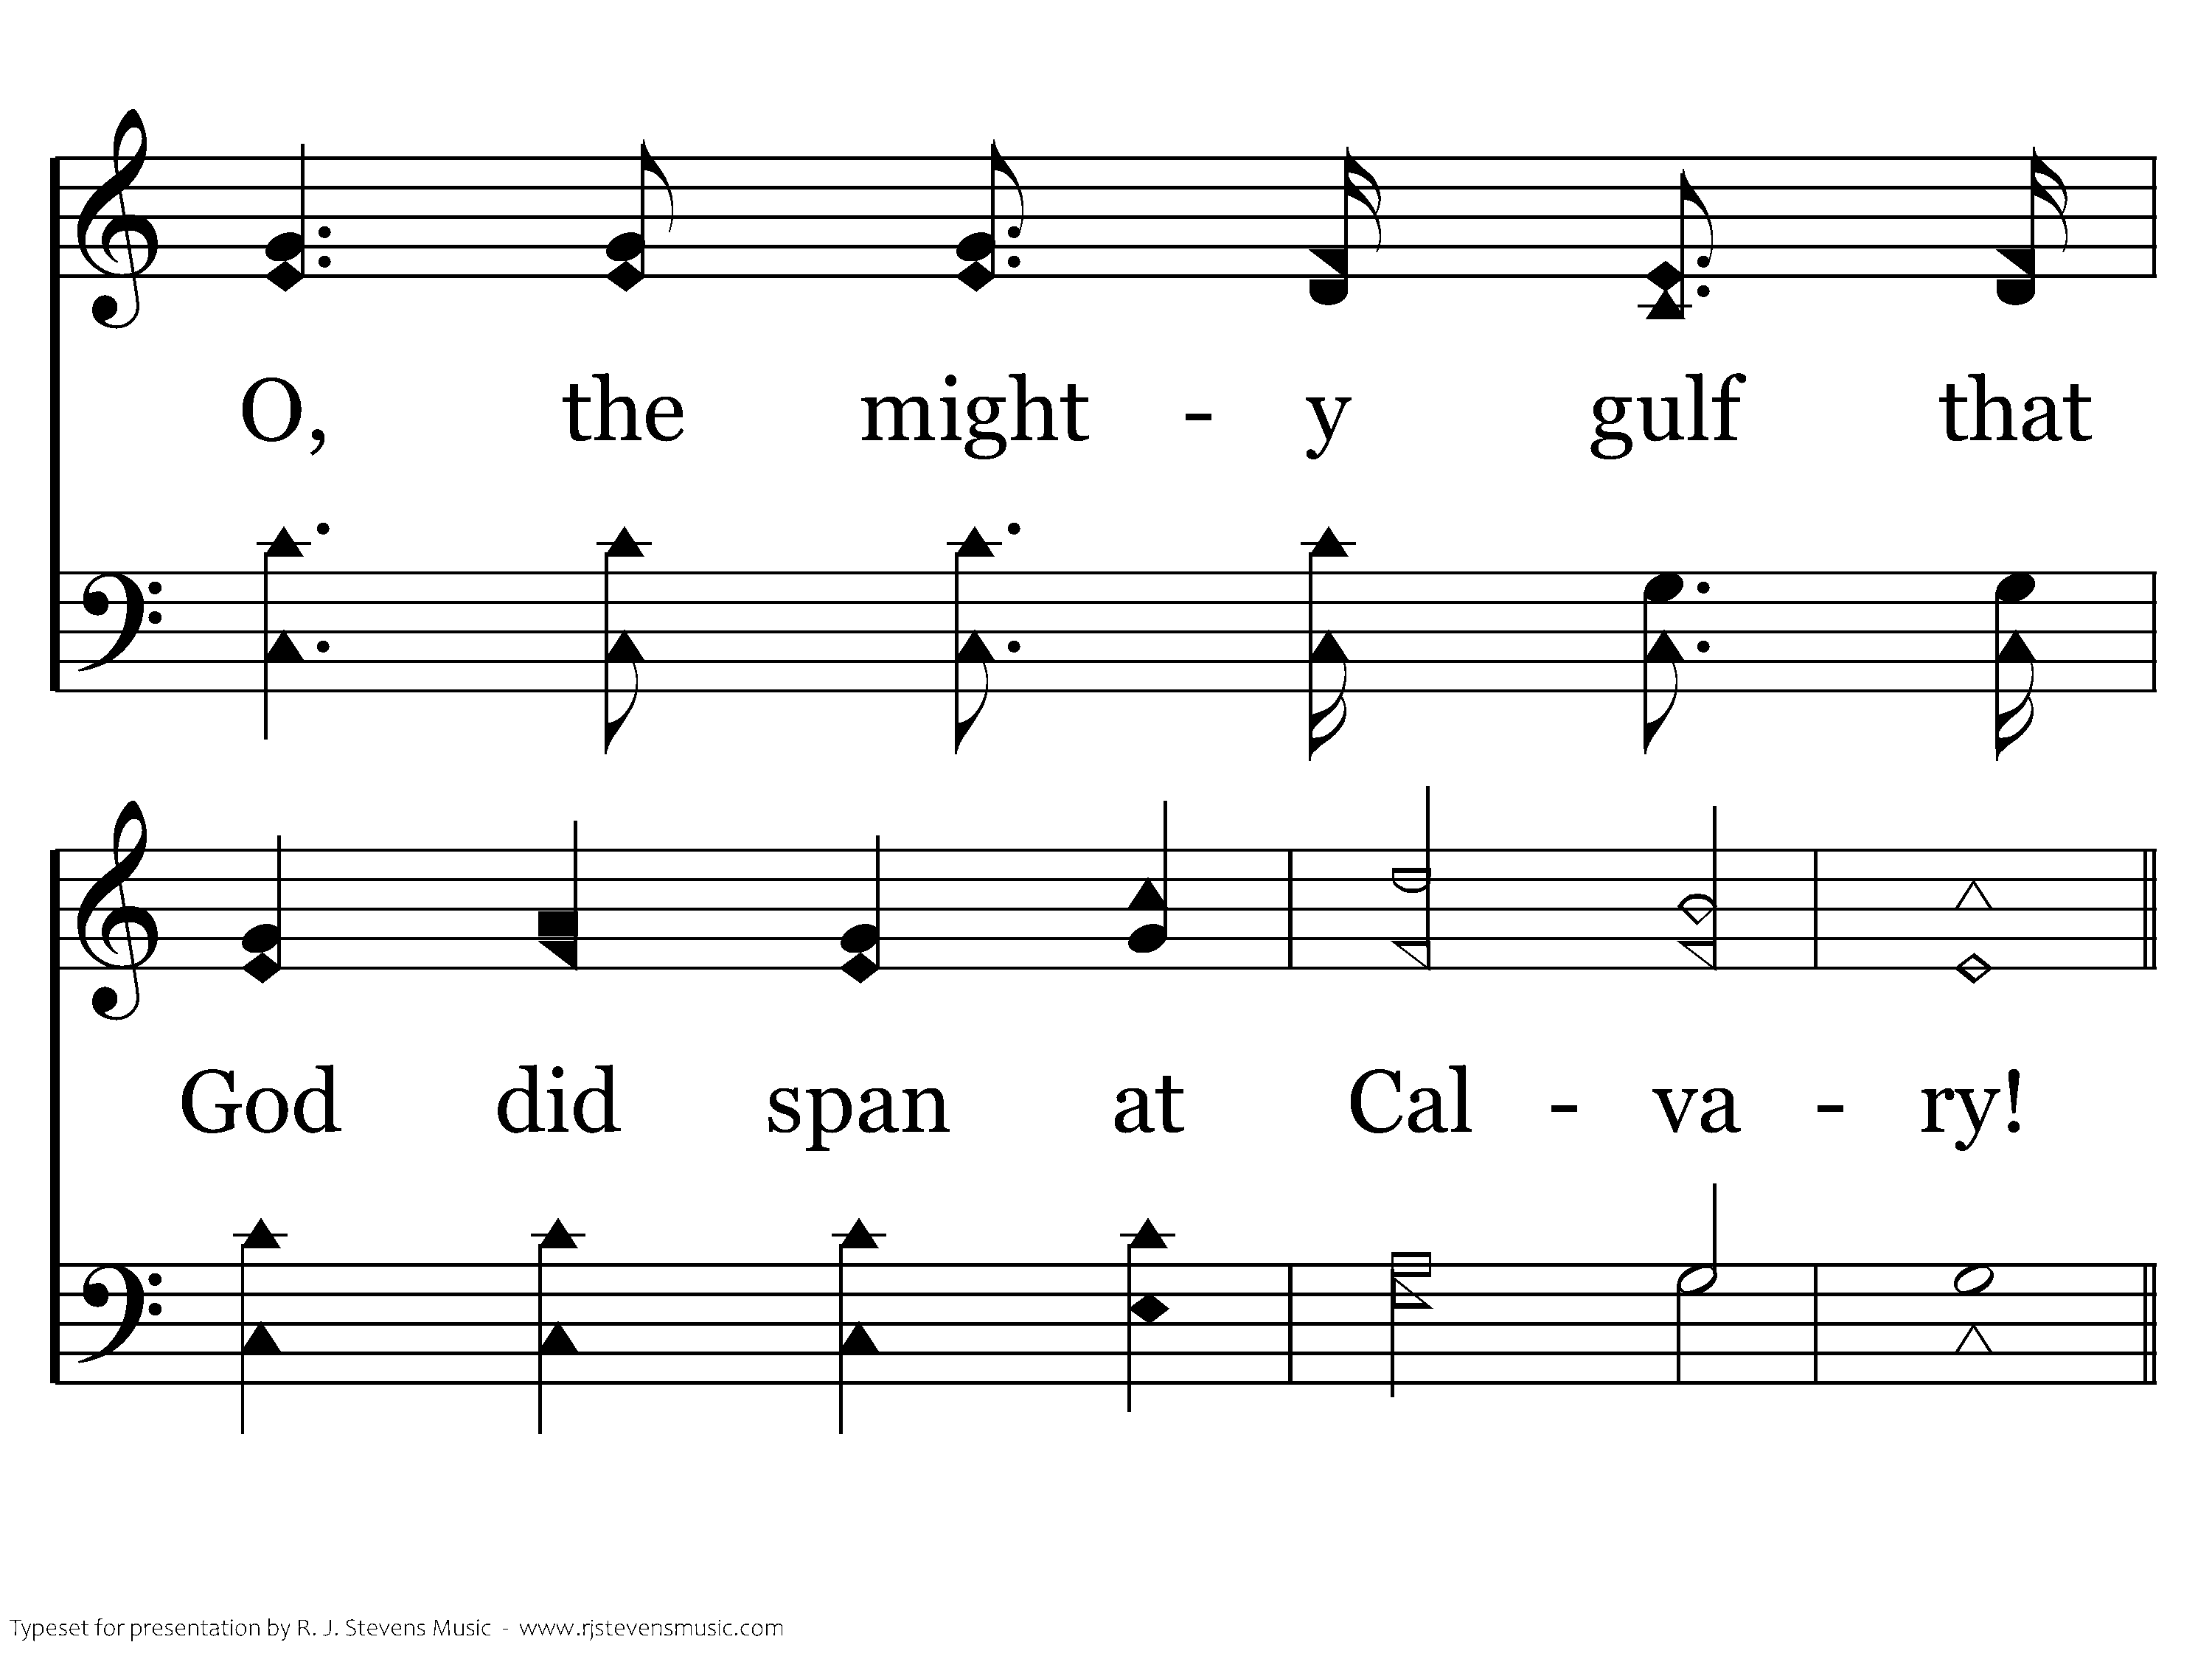 O, the might - y gulf that
God did span at Cal - va - ry!
Typeset for presentation by R. J. Stevens Music - www.rjstevensmusic.com